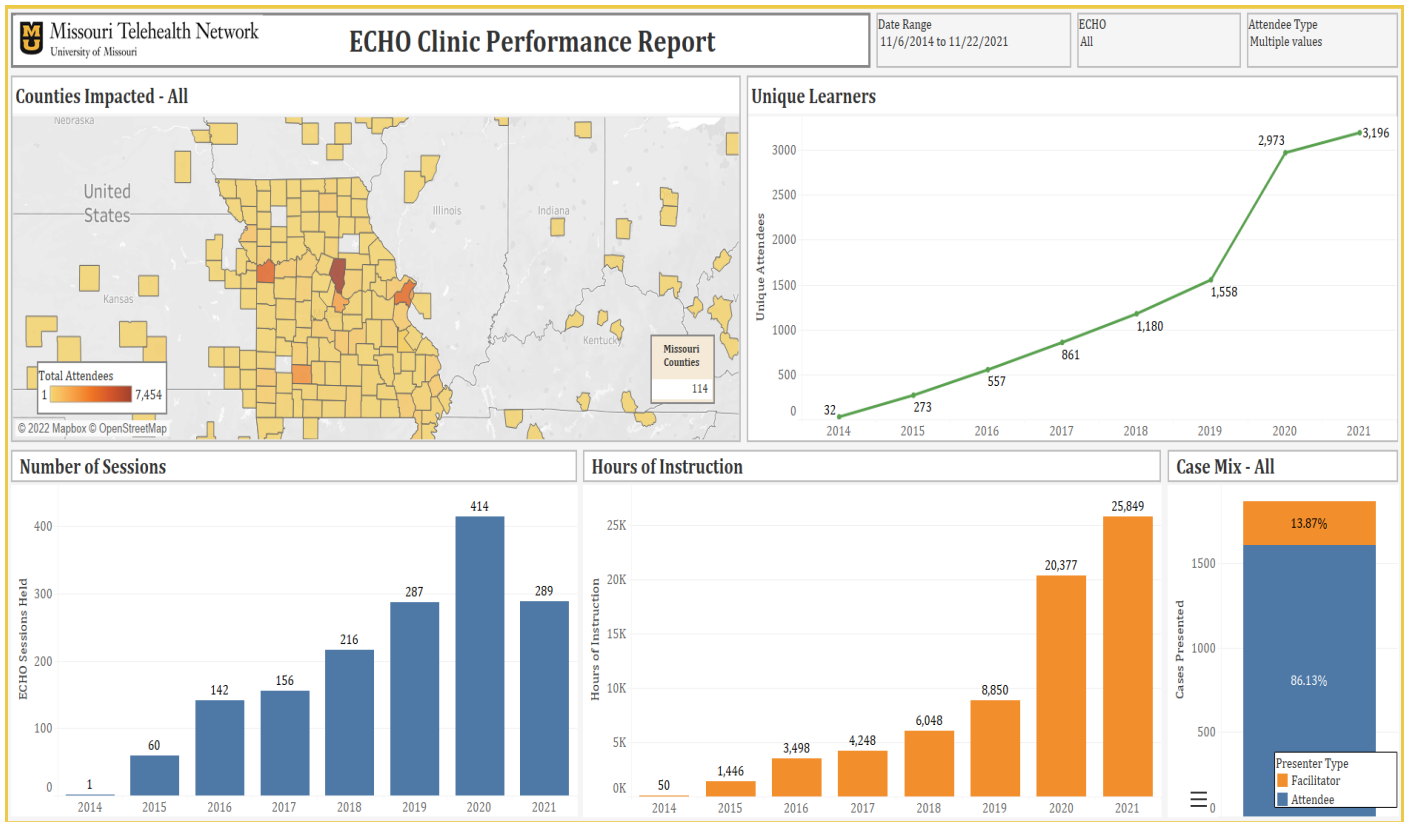 Missouri Telehealth Network
University of Missouri
ECHO Clinic Performance Report
Date Range
11/6/2014 to 11/22/2021
ECHO
All
Attendee Type
Multiple values
Counties Impacted - All
Nebraska
United
States
Illinois
Indiana
Kansas
Kentucky
Missouri
Counties
114
Total Attendees
1
7,454
© 2022 Mapbox © OpenStreetMap
Unique Learners
Unique Attendees
3000
2500
2000
1500
1000
500
0
32
273
557
861
1,180
1,558
2,973
3,196
2014 2015 2016 2017 2018 2019 2020 2021
Number of Sessions
ECHO Sessions Held
400
300
200
100
0
1
60
142
156
216
287
414
289
2014 2015 2016 2017 2018 2019 2020 2021
Hours of Instruction
Hours of Instruction
25K
20K
15K
10K
5K
0K
50
1,446
3,498
4,248
6,048
8,850
20,377
25,849
2014 2015 2016 2017 2018 2019 2020 2021
Case Mix - All
Cases Presented
1500
1000
500
0
13.87%
86.13%
Presenter Type
Facilitator
Attendee